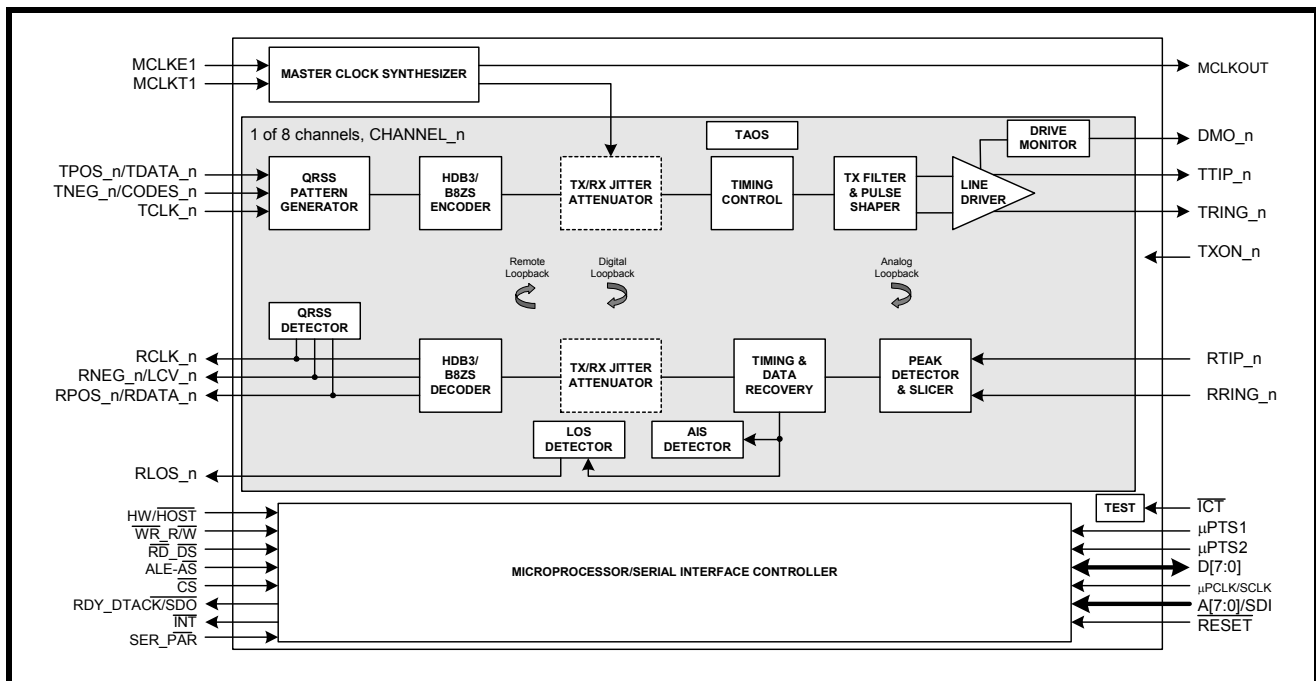 MCLKE1
MCLKT1
MASTER CLOCK SYNTHESIZER
MCLKOUT
1 of 8 channels, CHANNEL_n
TAOS
DRIVE
MONITOR
DMO_n
TPOS_n/TDATA_n
TNEG_n/CODES_n
TCLK_n
QRSS
PATTERN
GENERATOR
HDB3/
B8ZS
ENCODER
TX/RX JITTER
ATTENUATOR
TIMING
CONTROL
TX FILTER
& PULSE
SHAPER
LINE
DRIVER
TTIP_n
TRING_n
TXON_n
Remote
Loopback
Digital
Loopback
Analog
Loopback
QRSS
DETECTOR
RCLK_n
RNEG_n/LCV_n
RPOS_n/RDATA_n
HDB3/
B8ZS
DECODER
TX/RX JITTER
ATTENUATOR
TIMING &
DATA
RECOVERY
PEAK
DETECTOR
& SLICER
RTIP_n
RRING_n
LOS
DETECTOR
AIS
DETECTOR
RLOS_n
TEST
ICT
HW/HOST
WR_R/W
RD_DS
ALE-AS
CS
RDY_DTACK/SDO
INT
SER_PAR
MICROPROCESSOR/SERIAL INTERFACE CONTROLLER
µPTS1
µPTS2
D[7:0]
µPCLK/SCLK
A[7:0]/SDI
RESET